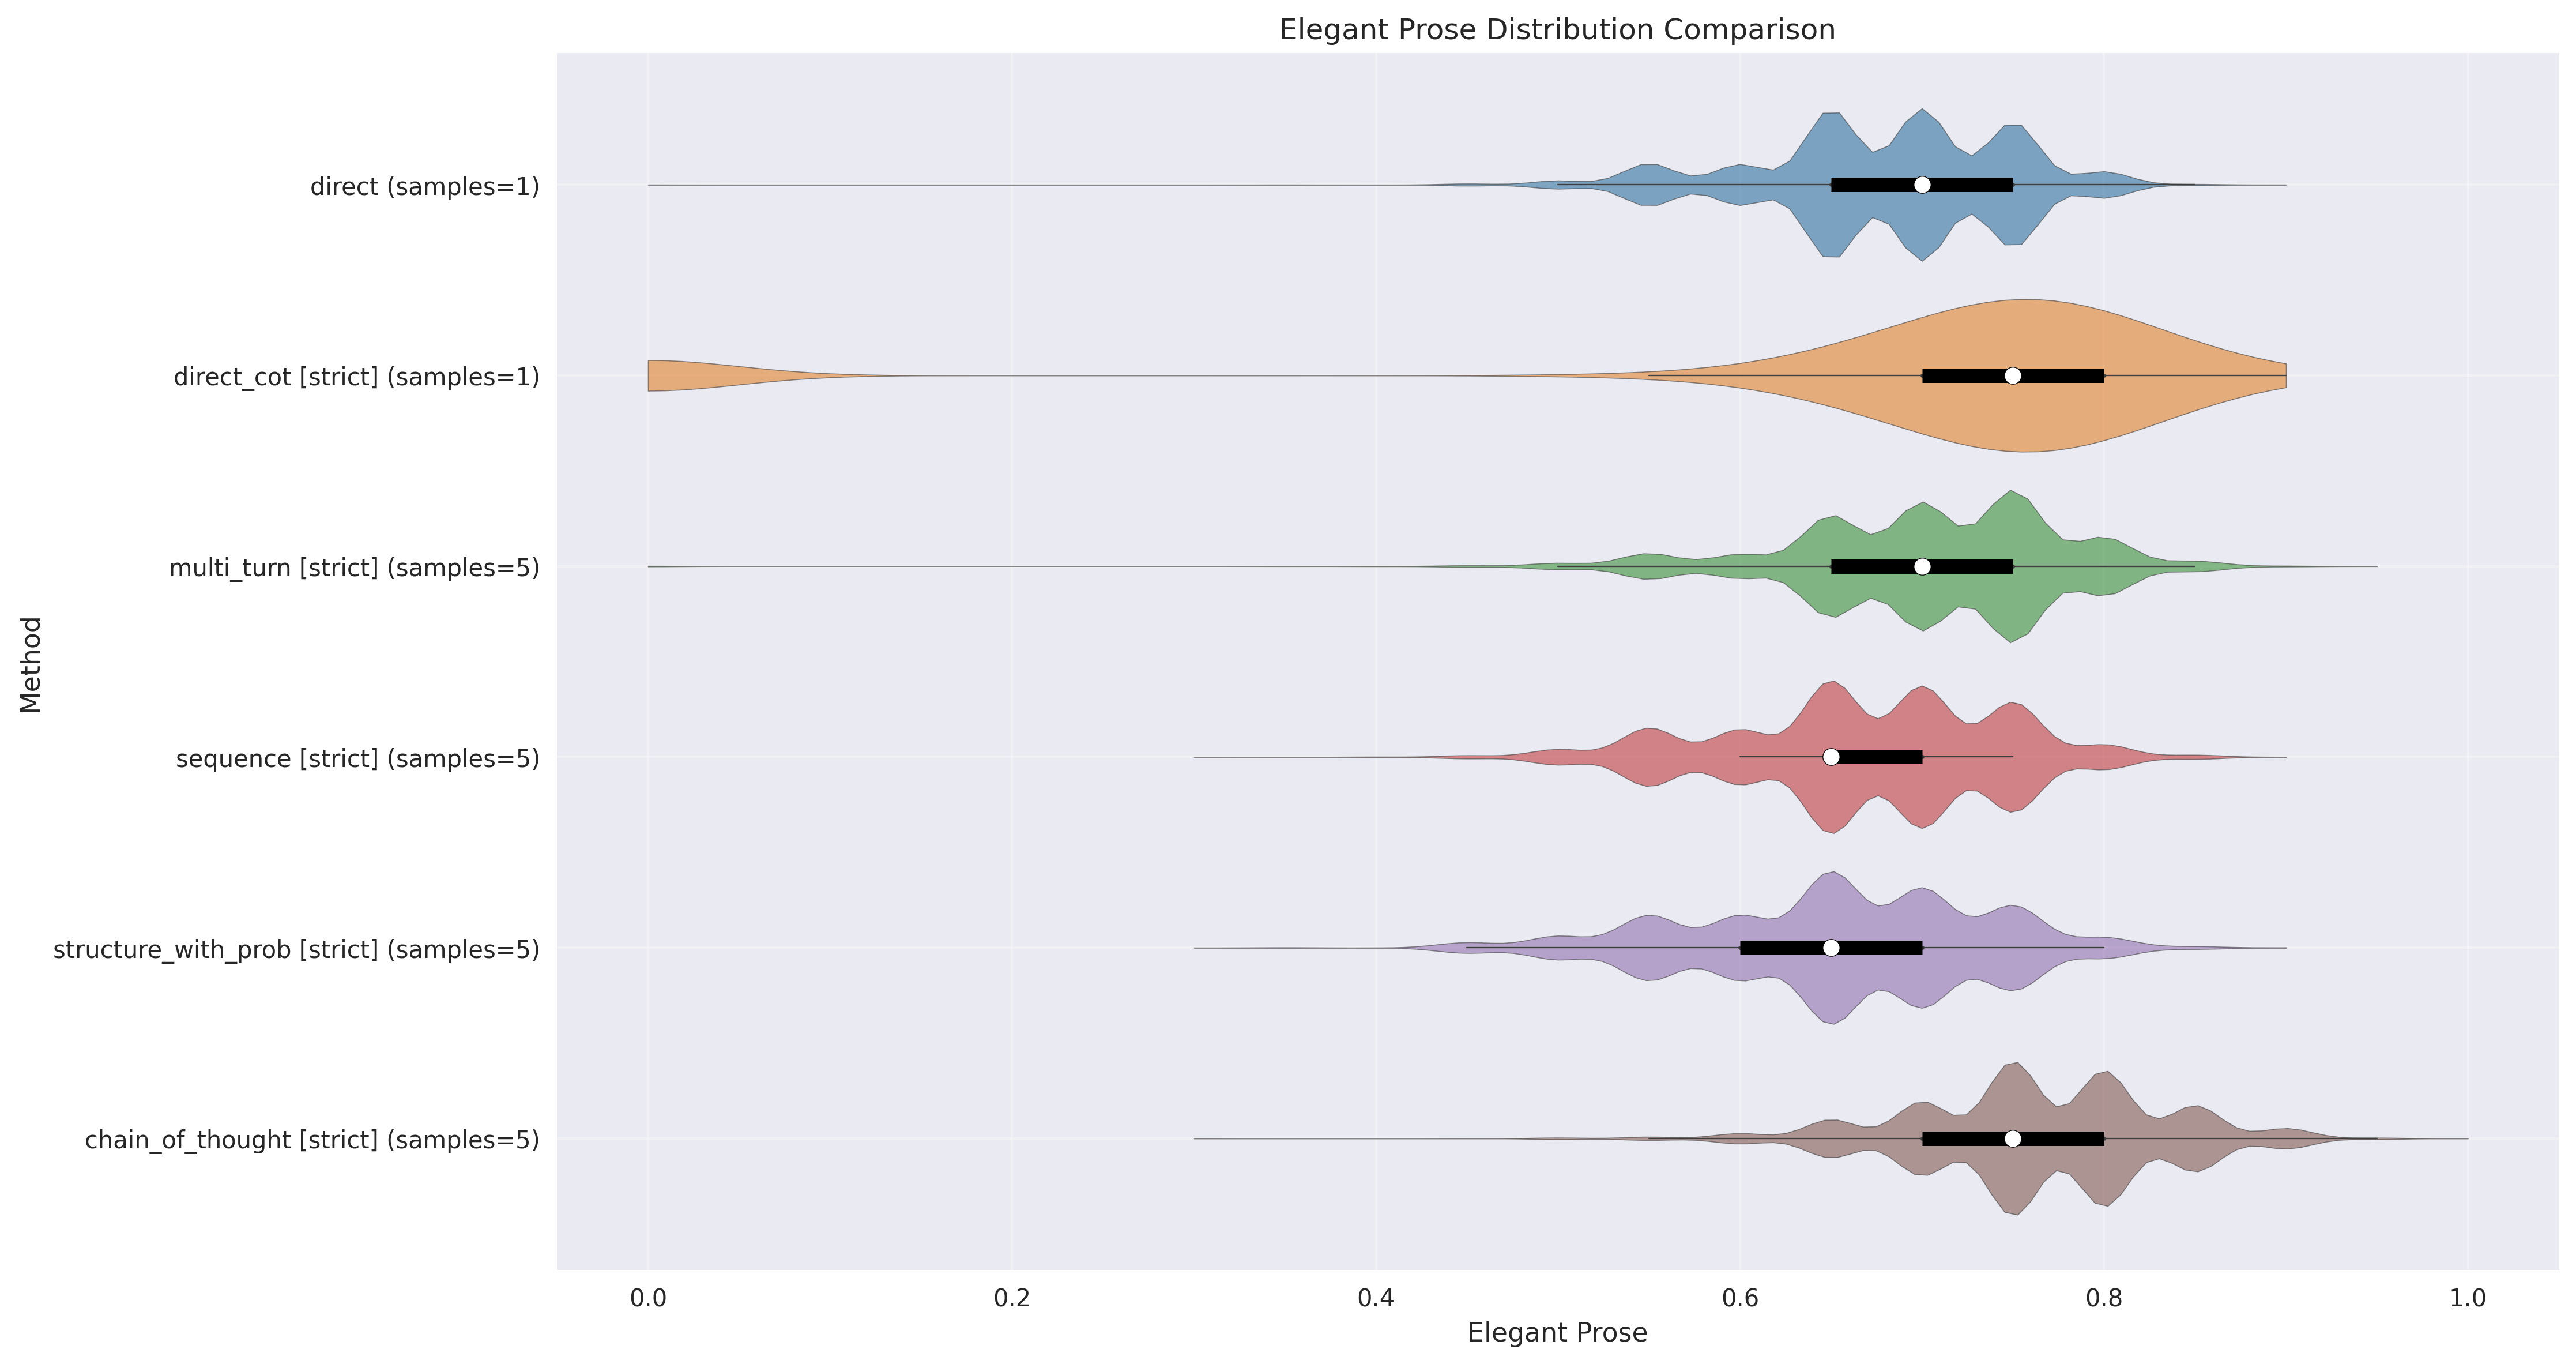 Elegant Prose Distribution Comparison
Method
direct (samples=1)
direct_cot [strict] (samples=1)
multi_turn [strict] (samples=5)
sequence [strict] (samples=5)
structure_with_prob [strict] (samples=5)
chain_of_thought [strict] (samples=5)
0.0 0.2 0.4 0.6 0.8 1.0
Elegant Prose